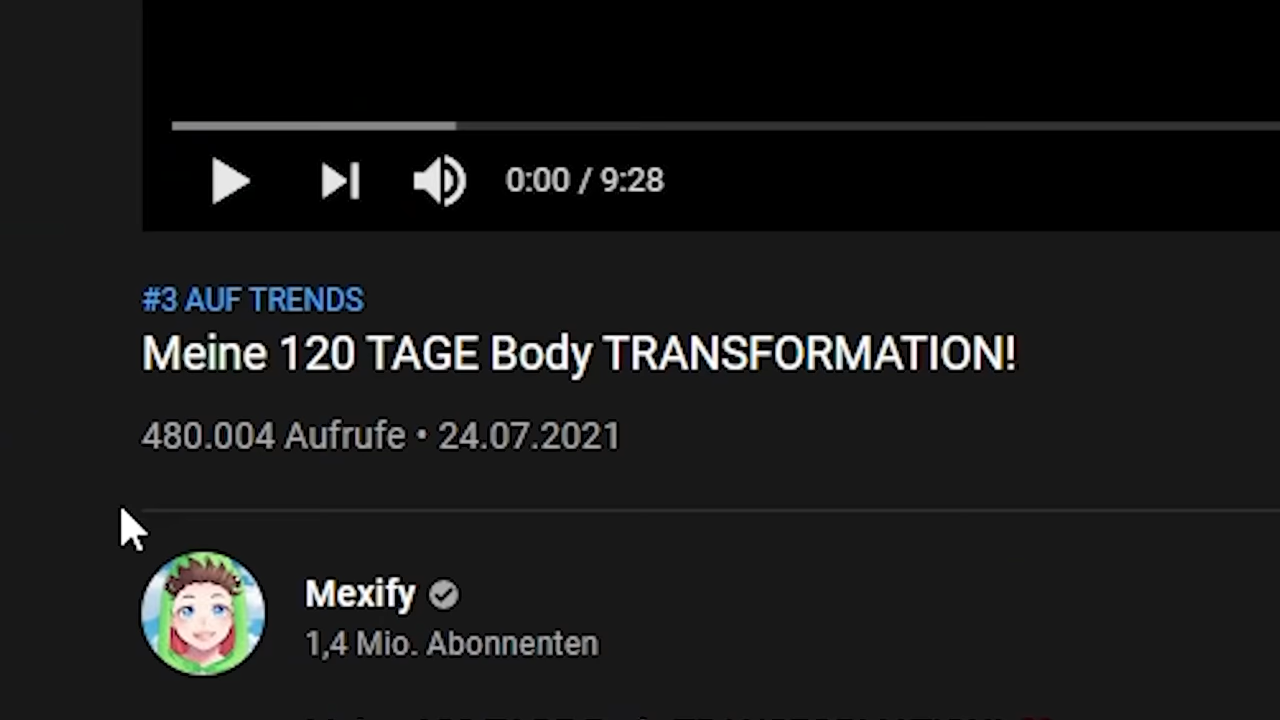 0:00 / 9:28
#3 AUF TRENDS
Meine 120 TAGE Body TRANSFORMATION!
480.004 Aufrufe • 24.07.2021
Mexify
1,4 Mio. Abonnenten